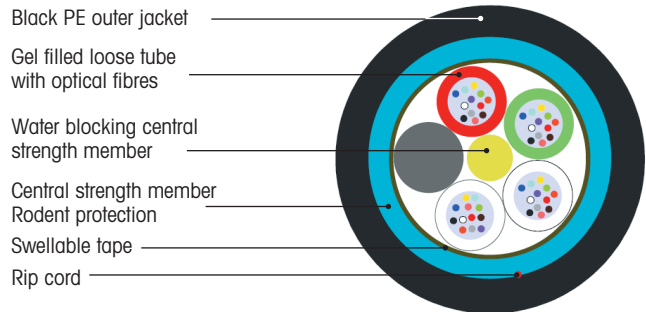 Black PE outer jacket
Gel filled loose tube
with optical fibres
Water blocking central
strength member
Central strength member
Rodent protection
Swellable tape
Rip cord